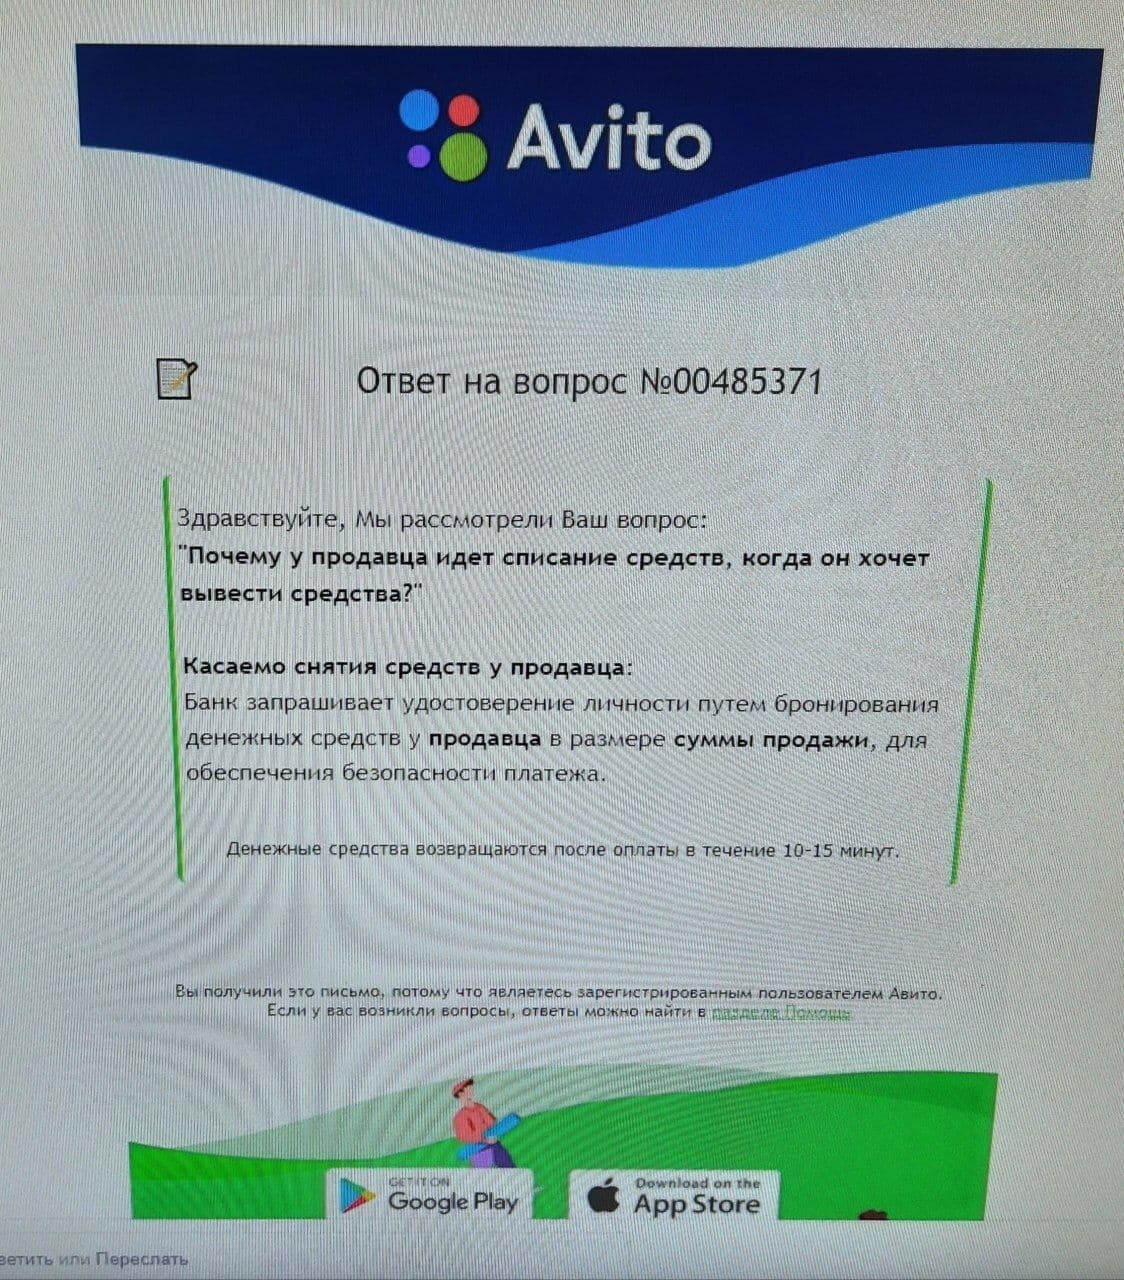 Avito
Ответ на вопрос №00485371
Здравствуйте, Мы рассмотрели Ваш вопрос:
"Почему у продавца идет списание средств, когда он хочет
вывести средства?"
Касаемо снятия средств у продавца:
Банк запрашивает удостоверение личности путем бронирования
денежных средств у продавца в размере суммы продажи, для
обеспечения безопасности платежа.
Денежные средства возвращаются после оплаты в течение 10-15 минут.
Вы получили это письмо, потому что являетесь зарегистрированным пользователем Авито.
Если у вас возникли вопросы, ответы можно найти в разделе Помощь
GET IT ON
Google Play
Download on the
App Store
ветить или Переслать